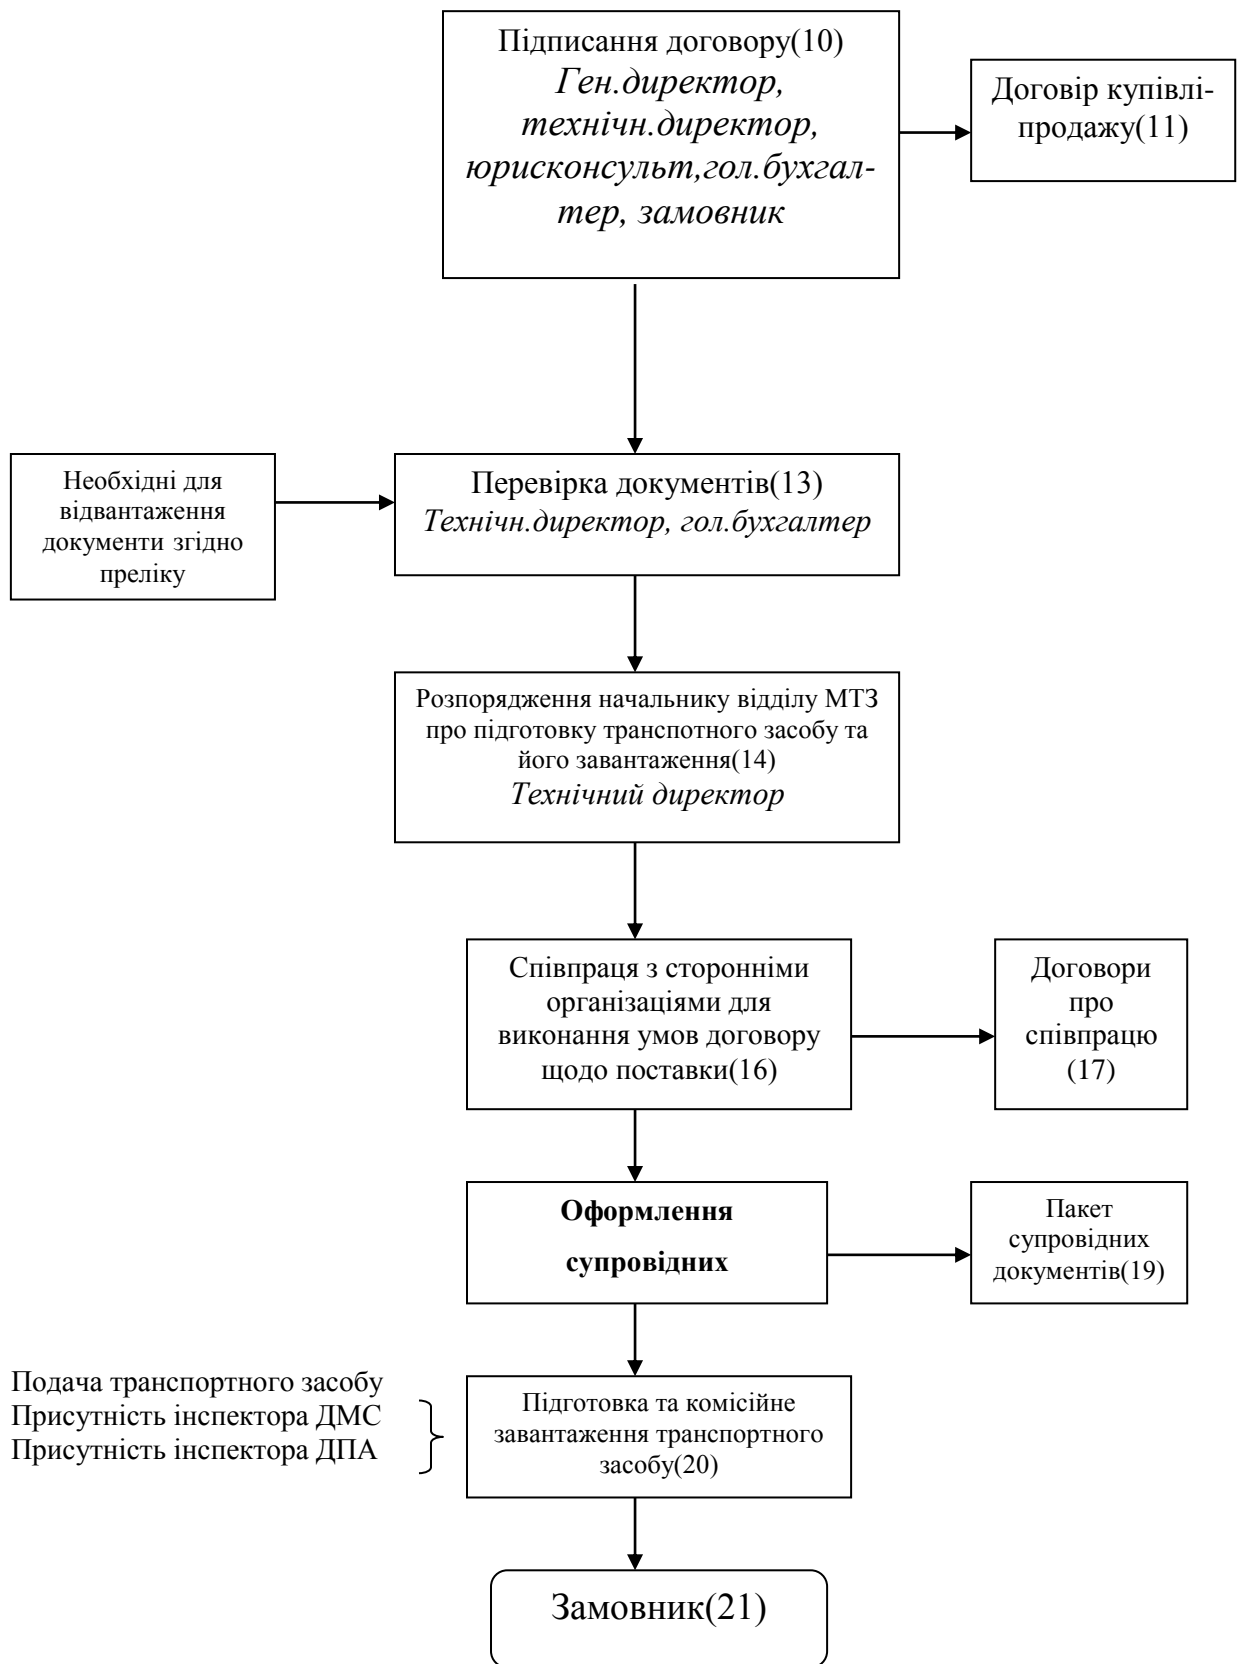 Підписання договору(10)
Ген.директор,
технічн.директор,
юрисконсульт,гол.бухгал-
тер, замовник
Договір купівлі-
продажу(11)
Необхідні для
відвантаження
документи згідно
преліку
Перевірка документів(13)
Технічн.директор, гол.бухгалтер
Розпорядження начальнику відділу МТЗ
про підготовку транспотного засобу та
його завантаження(14)
Технічний директор
Співпраця з сторонніми
організаціями для
виконання умов договору
щодо поставки(16)
Договори
про
співпрацю
(17)
Оформлення
супровідних
Пакет
супровідних
документів(19)
Подача транспортного засобу
Присутність інспектора ДМС
Присутність інспектора ДПА
Підготовка та комісійне
завантаження транспортного
засобу(20)
Замовник(21)